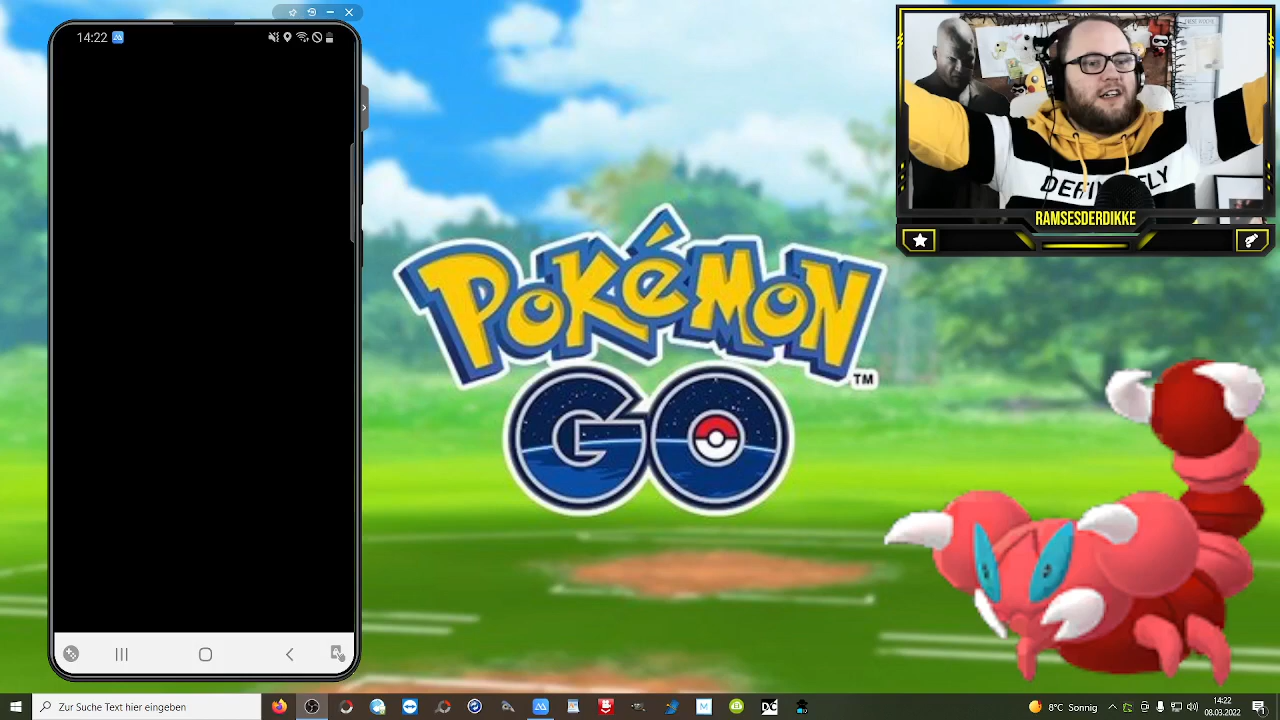 14:22
POKéMON
TM
GO
DEFINITELY
RAMSESDERDIKKE
Zur Suche Text hier eingeben
M
DC
8°C Sonnig
14:22
08.03.2022